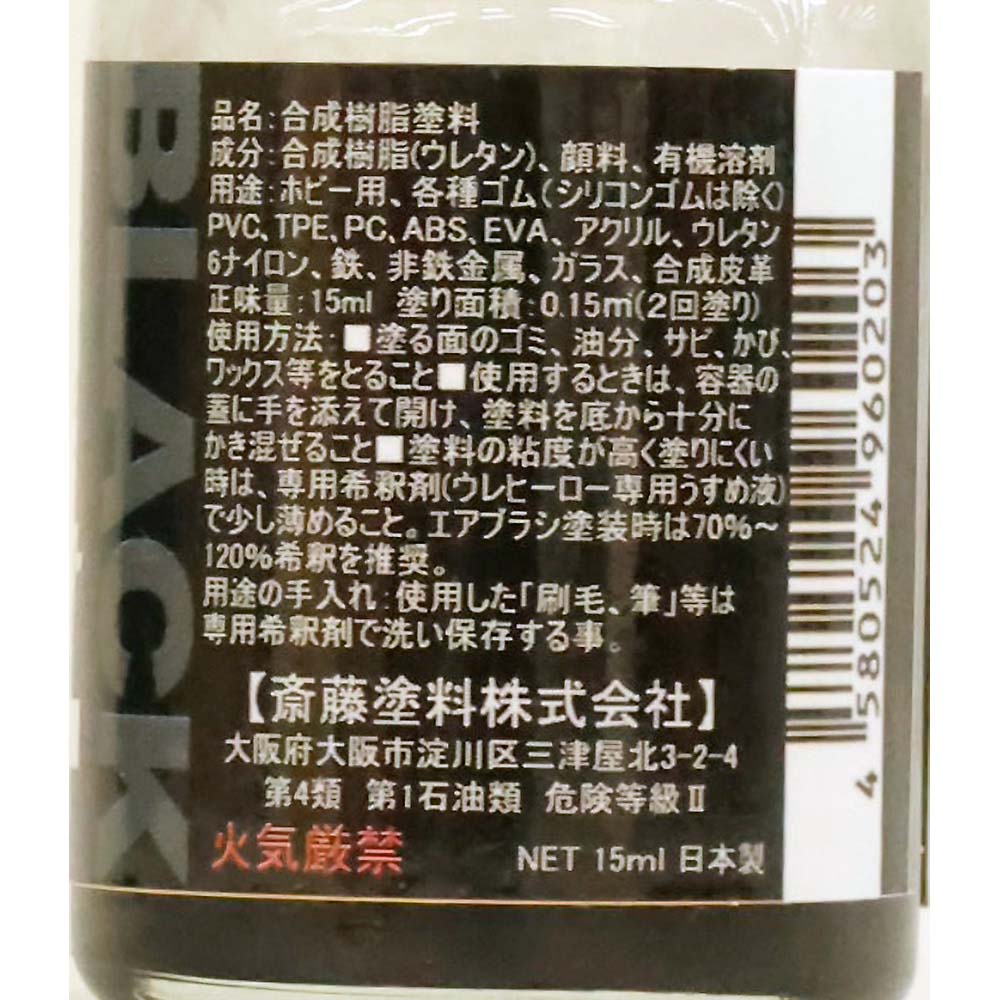 BLACK
品名:合成樹脂塗料
成分:合成樹脂(ウレタン)、顔料、有機溶剤
用途:ホビー用、各種ゴム(シリコンゴムは除く)
PVC、TPE、PC、ABS、EVA、アクリル、ウレタン
6ナイロン、鉄、非鉄金属、ガラス、合成皮革
正味量:15ml 塗り面積:0.15㎡(2回塗り)
使用方法:■塗る面のゴミ、油分、サビ、かび、
ワックス等をとること■使用するときは、容器の
蓋に手を添えて開け、塗料を底から十分に
かき混ぜること■塗料の粘度が高く塗りにくい
時は、専用希釈剤(ウレヒーロー専用うすめ液)
で少し薄めること。エアブラシ塗装時は70%~
120%希釈を推奨。
用途の手入れ:使用した「刷毛、筆」等は
専用希釈剤で洗い保存する事。
【斎藤塗料株式会社】
大阪府大阪市淀川区三津屋北3-2-4
第4類 第1石油類 危険等級Ⅱ
火気厳禁 NET 15ml 日本製
4580524960203